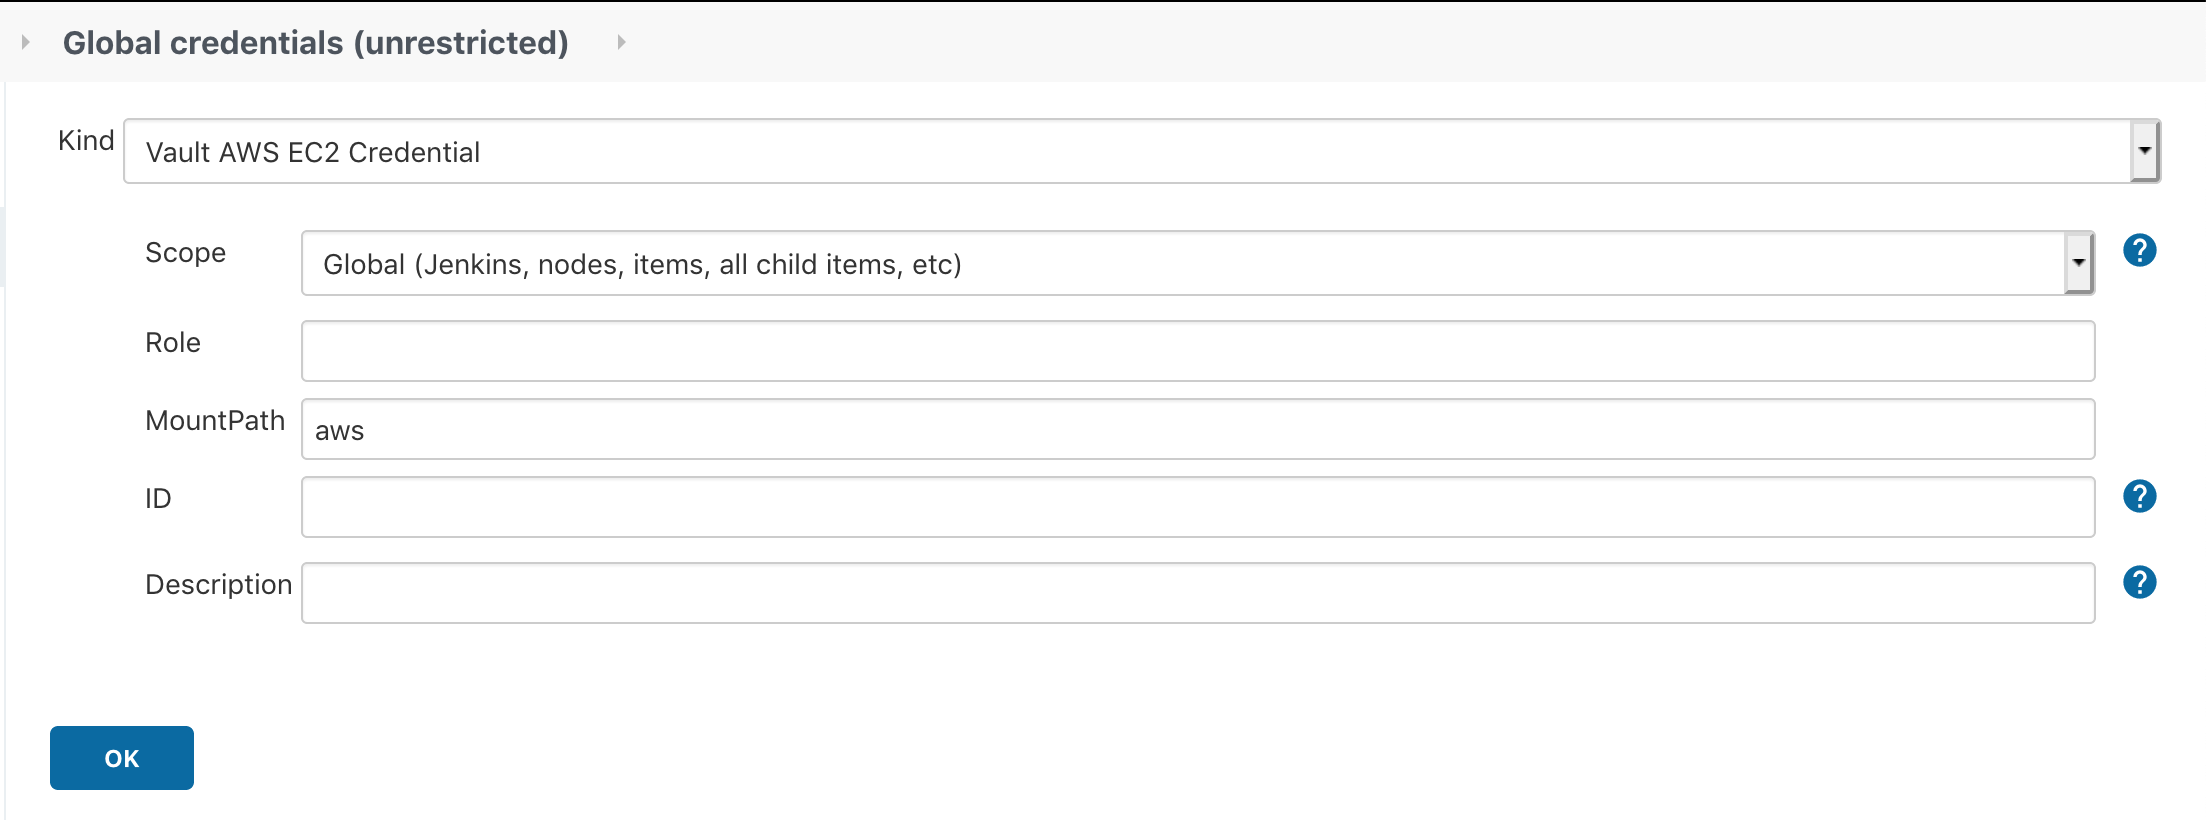 Global credentials (unrestricted)
Kind
Vault AWS EC2 Credential
Scope
Global (Jenkins, nodes, items, all child items, etc)
?
Role
MountPath
aws
ID
?
Description
?
OK